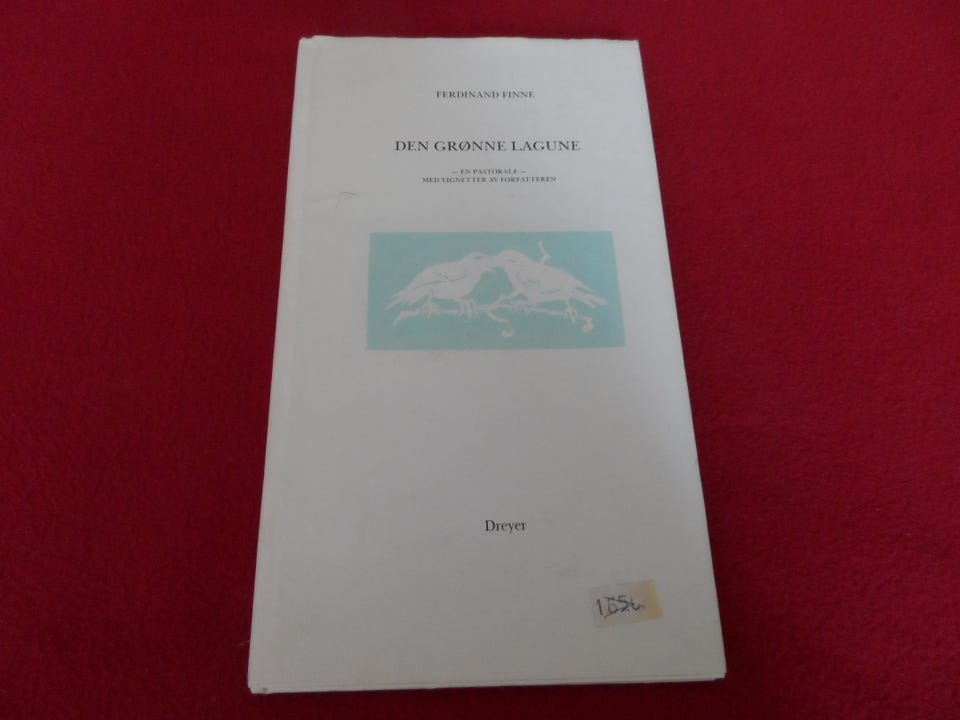 FERDINAND FINNE
DEN GRØNNE LAGUNE
– EN PASTORALE –
MED VIGNETTER AV FORFATTEREN
Dreyer